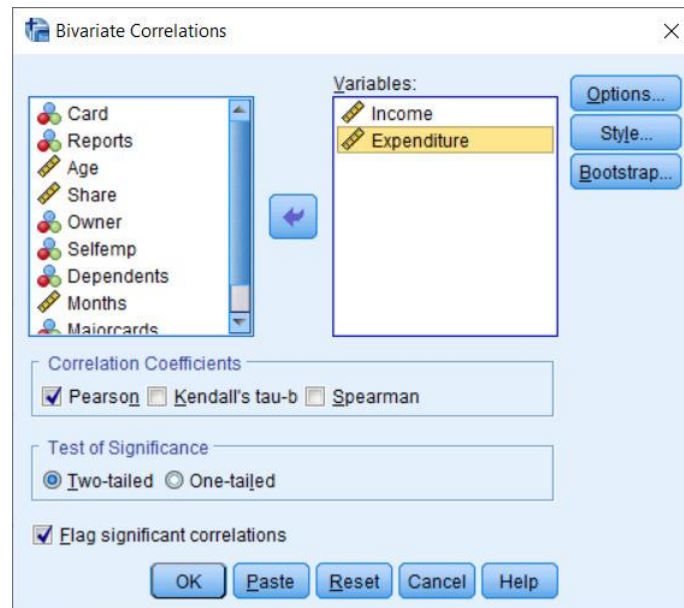 Bivariate Correlations
Card
Reports
Age
Share
Owner
Selfemp
Dependents
Months
Majorcards
Variables:
Income
Expenditure
Options...
Style...
Bootstrap...
Correlation Coefficients
Pearson Kendall's tau-b Spearman
Test of Significance
Two-tailed One-tailed
Flag significant correlations
OK Paste Reset Cancel Help